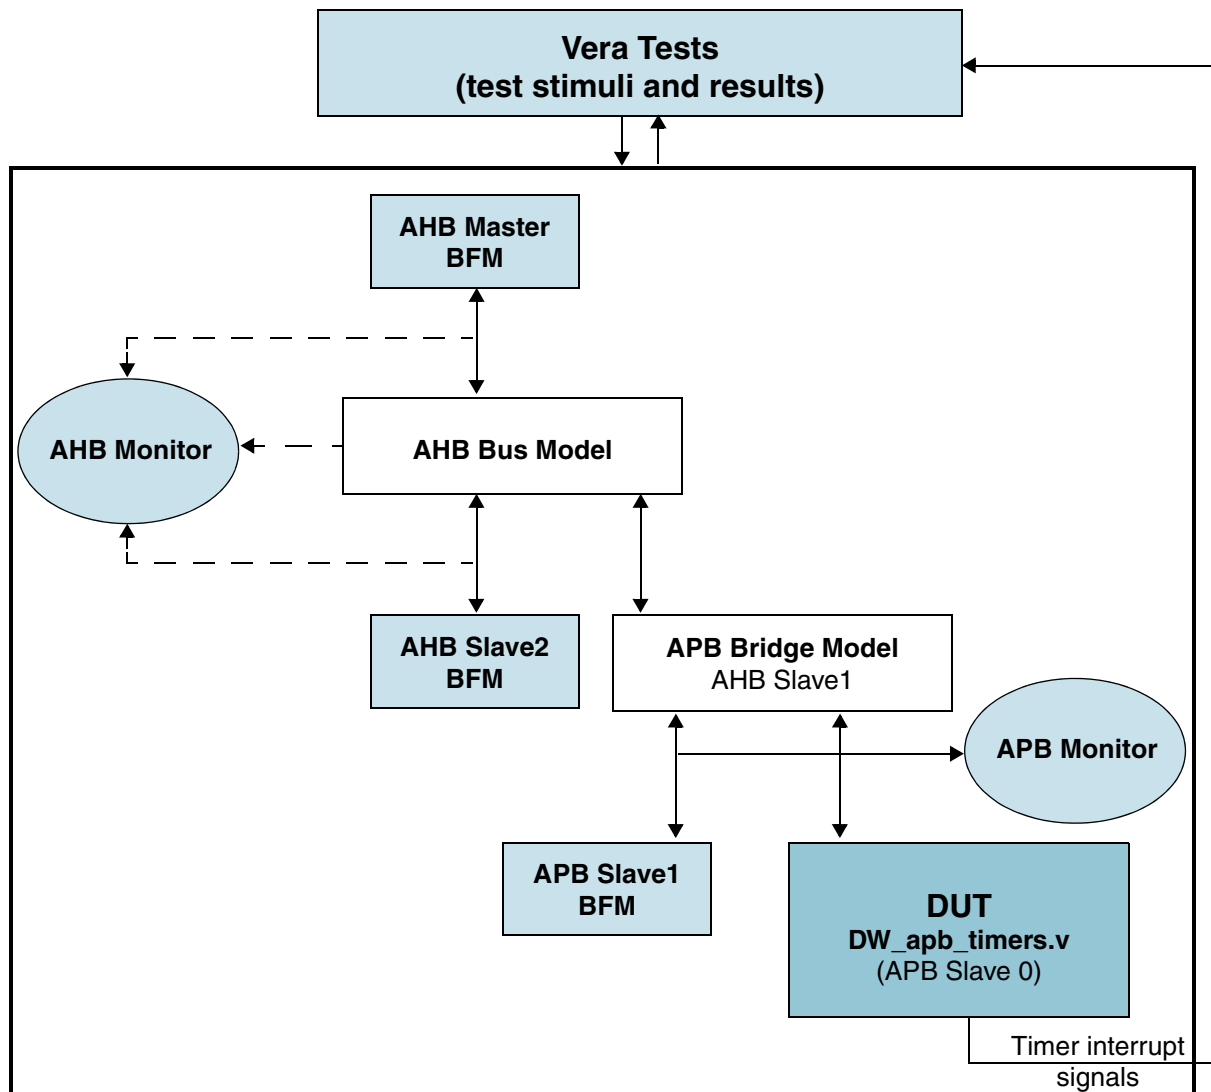 Vera Tests
(test stimuli and results)
AHB Master
BFM
AHB Monitor
AHB Bus Model
AHB Slave2
BFM
APB Bridge Model
AHB Slave1
APB Monitor
APB Slave1
BFM
DUT
DW_apb_timers.v
(APB Slave 0)
Timer interrupt
signals